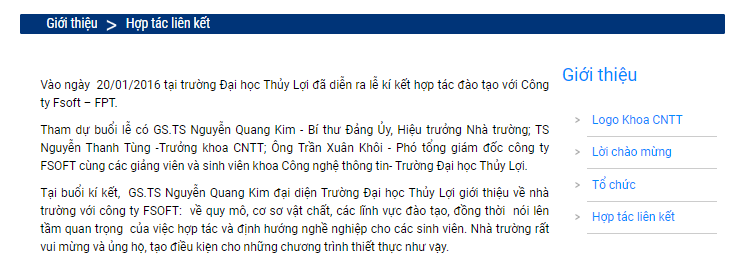 Giới thiệu > Hợp tác liên kết
Vào ngày 20/01/2016 tại trường Đại học Thủy Lợi đã diễn ra lễ kí kết hợp tác đào tạo với Công
ty Fsoft – FPT.
Tham dự buổi lễ có GS.TS Nguyễn Quang Kim - Bí thư Đảng Ủy, Hiệu trưởng Nhà trường; TS
Nguyễn Thanh Tùng -Trưởng khoa CNTT; Ông Trần Xuân Khôi - Phó tổng giám đốc công ty
FSOFT cùng các giảng viên và sinh viên khoa Công nghệ thông tin- Trường Đại học Thủy Lợi.
Tại buổi kí kết, GS.TS Nguyễn Quang Kim đại diện Trường Đại học Thủy Lợi giới thiệu về nhà
trường với công ty FSOFT: về quy mô, cơ sơ vật chất, các lĩnh vực đào tạo, đồng thời nói lên
tầm quan trọng của việc hợp tác và định hướng nghề nghiệp cho các sinh viên. Nhà trường rất
vui mừng và ủng hộ, tạo điều kiện cho những chương trình thiết thực như vậy.
Giới thiệu
> Logo Khoa CNTT
> Lời chào mừng
> Tổ chức
> Hợp tác liên kết